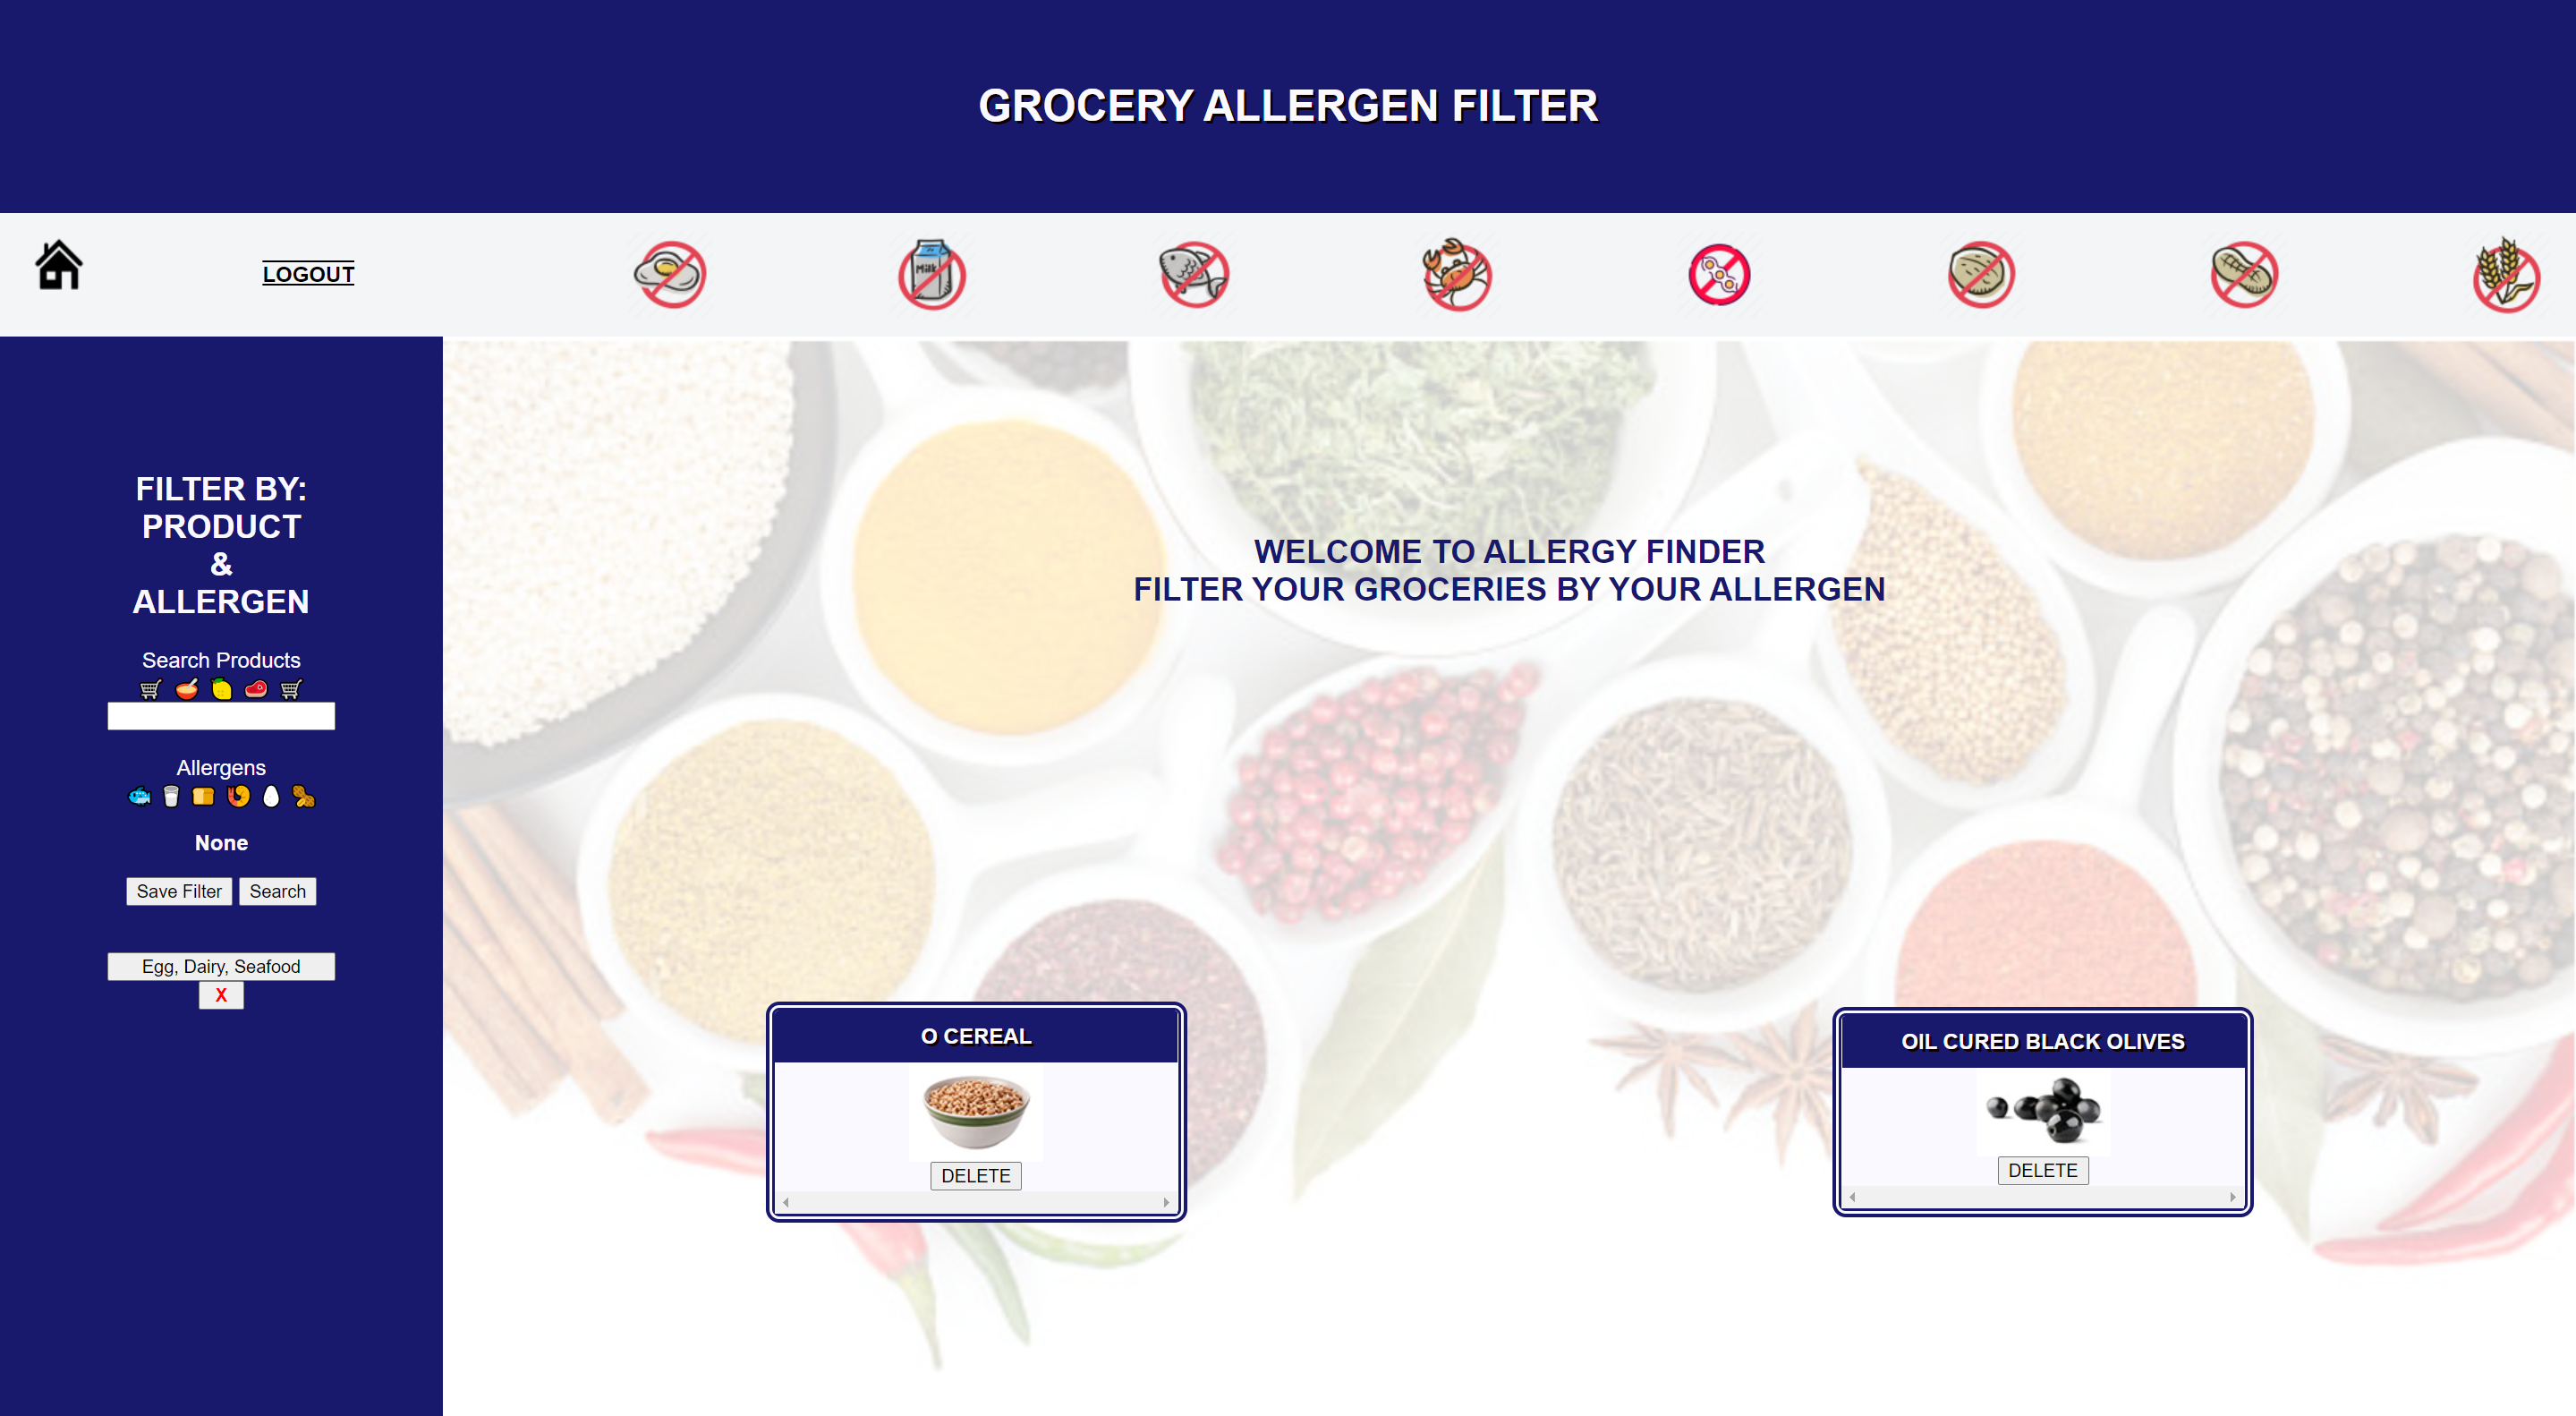 GROCERY ALLERGEN FILTER
LOGOUT
Milk
FILTER BY:
PRODUCT
&
ALLERGEN
Search Products
Allergens
None
Save Filter Search
Egg, Dairy, Seafood
X
WELCOME TO ALLERGY FINDER
FILTER YOUR GROCERIES BY YOUR ALLERGEN
O CEREAL
DELETE
OIL CURED BLACK OLIVES
DELETE